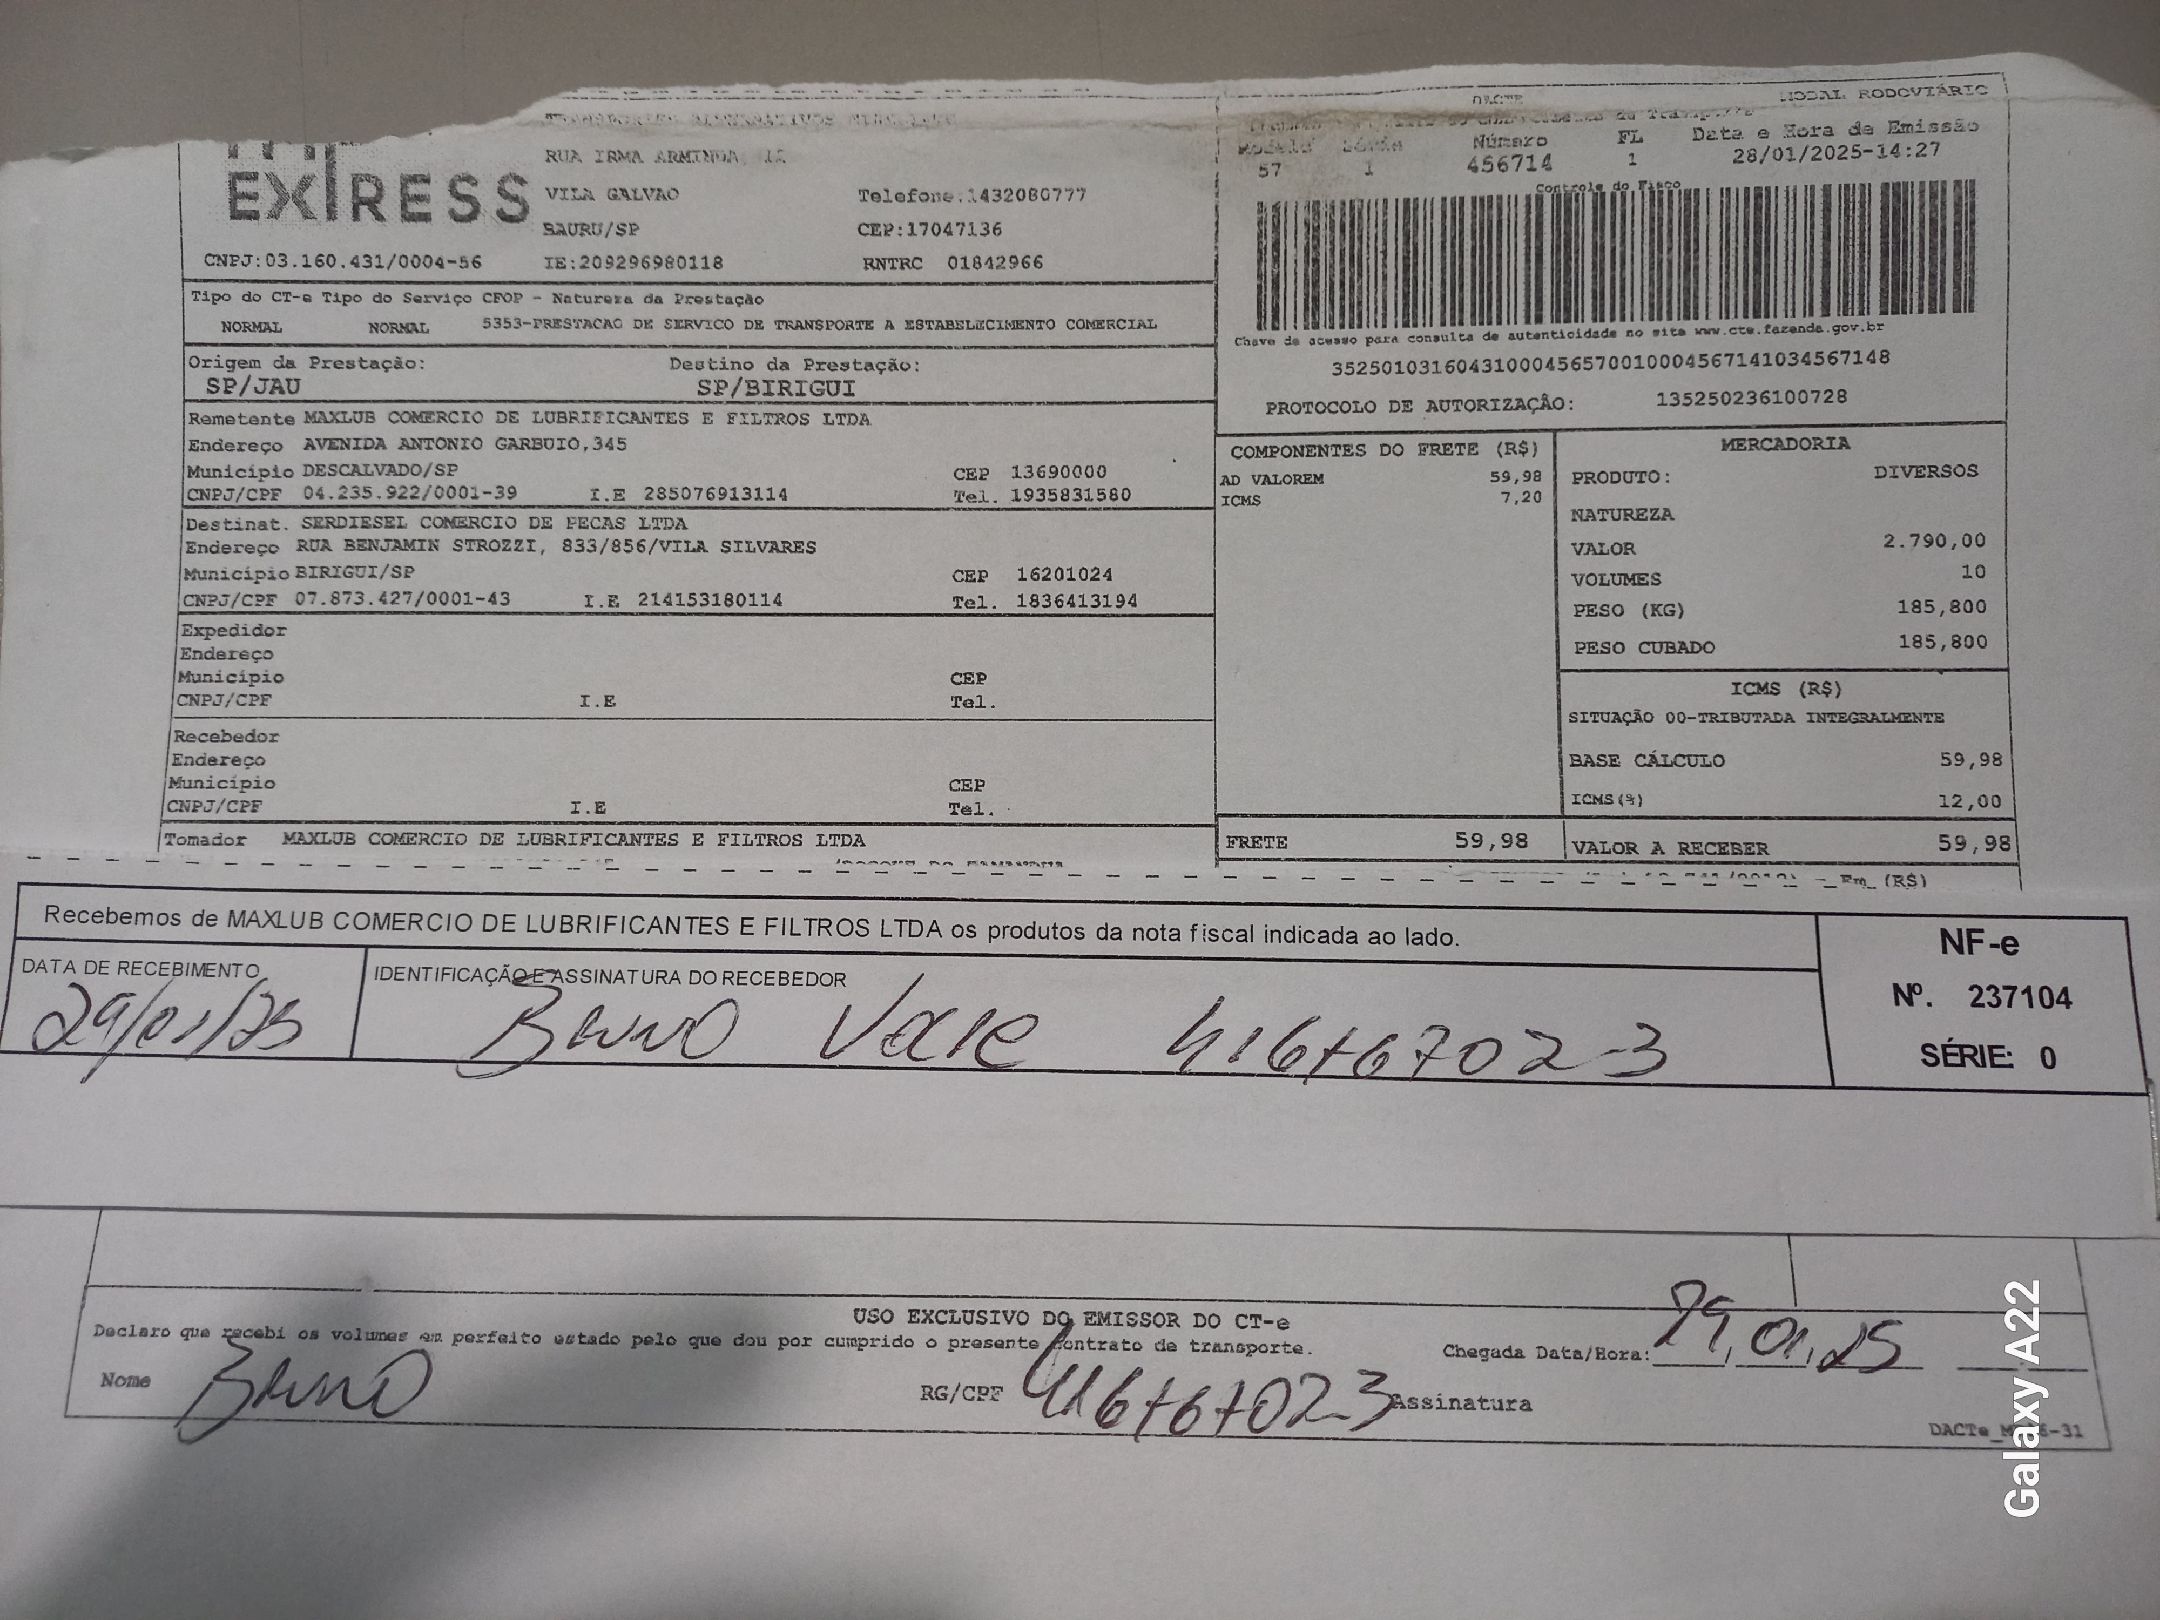 EXPRESS
RUA IRMA ARMINDA, 12
VILA GALVAO Telefone.1432080777
BAURU/SP CEP:17047136
CNPJ:03.160.431/0004-56 IE:209296980118 RNTRC 01842966
DACTE MODAL RODOVIÁRIO
Modelo Série Número FL Data e Hora de Emissão
57 1 456714 1 28/01/2025-14:27
Controle do Fisco
Chave de acesso para consulta de autenticidade no site www.cte.fazenda.gov.br
35250103160431000456570010004567141034567148
PROTOCOLO DE AUTORIZAÇÃO: 135250236100728
Tipo do CT-e Tipo do Serviço CFOP - Natureza da Prestação
NORMAL NORMAL 5353-PRESTACAO DE SERVICO DE TRANSPORTE A ESTABELECIMENTO COMERCIAL
Origem da Prestação: Destino da Prestação:
SP/JAU SP/BIRIGUI
Remetente MAXLUB COMERCIO DE LUBRIFICANTES E FILTROS LTDA
Endereço AVENIDA ANTONIO GARBUIO,345
Município DESCALVADO/SP CEP 13690000
CNPJ/CPF 04.235.922/0001-39 I.E 285076913114 Tel. 1935831580
Destinat. SERDIESEL COMERCIO DE PECAS LTDA
Endereço RUA BENJAMIN STROZZI, 833/856/VILA SILVARES
Município BIRIGUI/SP CEP 16201024
CNPJ/CPF 07.873.427/0001-43 I.E 214153180114 Tel. 1836413194
Expedidor
Endereço
Município CEP
CNPJ/CPF I.E Tel.
Recebedor
Endereço
Município CEP
CNPJ/CPF I.E Tel.
Tomador MAXLUB COMERCIO DE LUBRIFICANTES E FILTROS LTDA
COMPONENTES DO FRETE (R$)
AD VALOREM 59,98
ICMS 7,20
FRETE 59,98
MERCADORIA
PRODUTO: DIVERSOS
NATUREZA
VALOR 2.790,00
VOLUMES 10
PESO (KG) 185,800
PESO CUBADO 185,800
ICMS (R$)
SITUAÇÃO 00-TRIBUTADA INTEGRALMENTE
BASE CÁLCULO 59,98
ICMS(%) 12,00
VALOR A RECEBER 59,98
Em (R$)
Recebemos de MAXLUB COMERCIO DE LUBRIFICANTES E FILTROS LTDA os produtos da nota fiscal indicada ao lado.
DATA DE RECEBIMENTO IDENTIFICAÇÃO E ASSINATURA DO RECEBEDOR
29/01/25 Bruno 416767023
NF-e
Nº. 237104
SÉRIE: 0
USO EXCLUSIVO DO EMISSOR DO CT-e
Declaro que recebi os volumes em perfeito estado pelo que dou por cumprido o presente contrato de transporte.
Chegada Data/Hora: 29,01,25
Nome Bruno RG/CPF 41676702-3 Assinatura
Galaxy A22